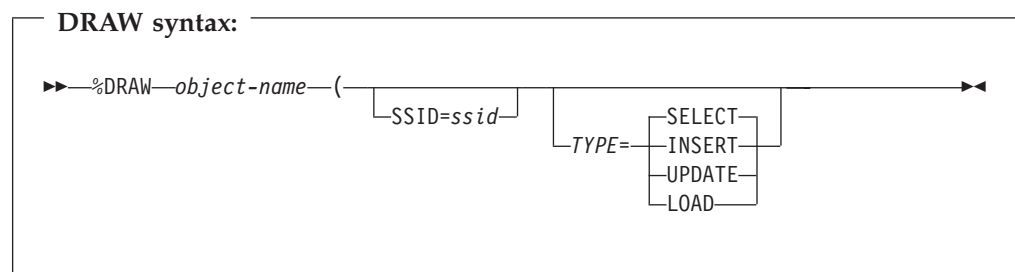 DRAW syntax:
%DRAW object-name (
SSID=ssid
TYPE=
SELECT
INSERT
UPDATE
LOAD